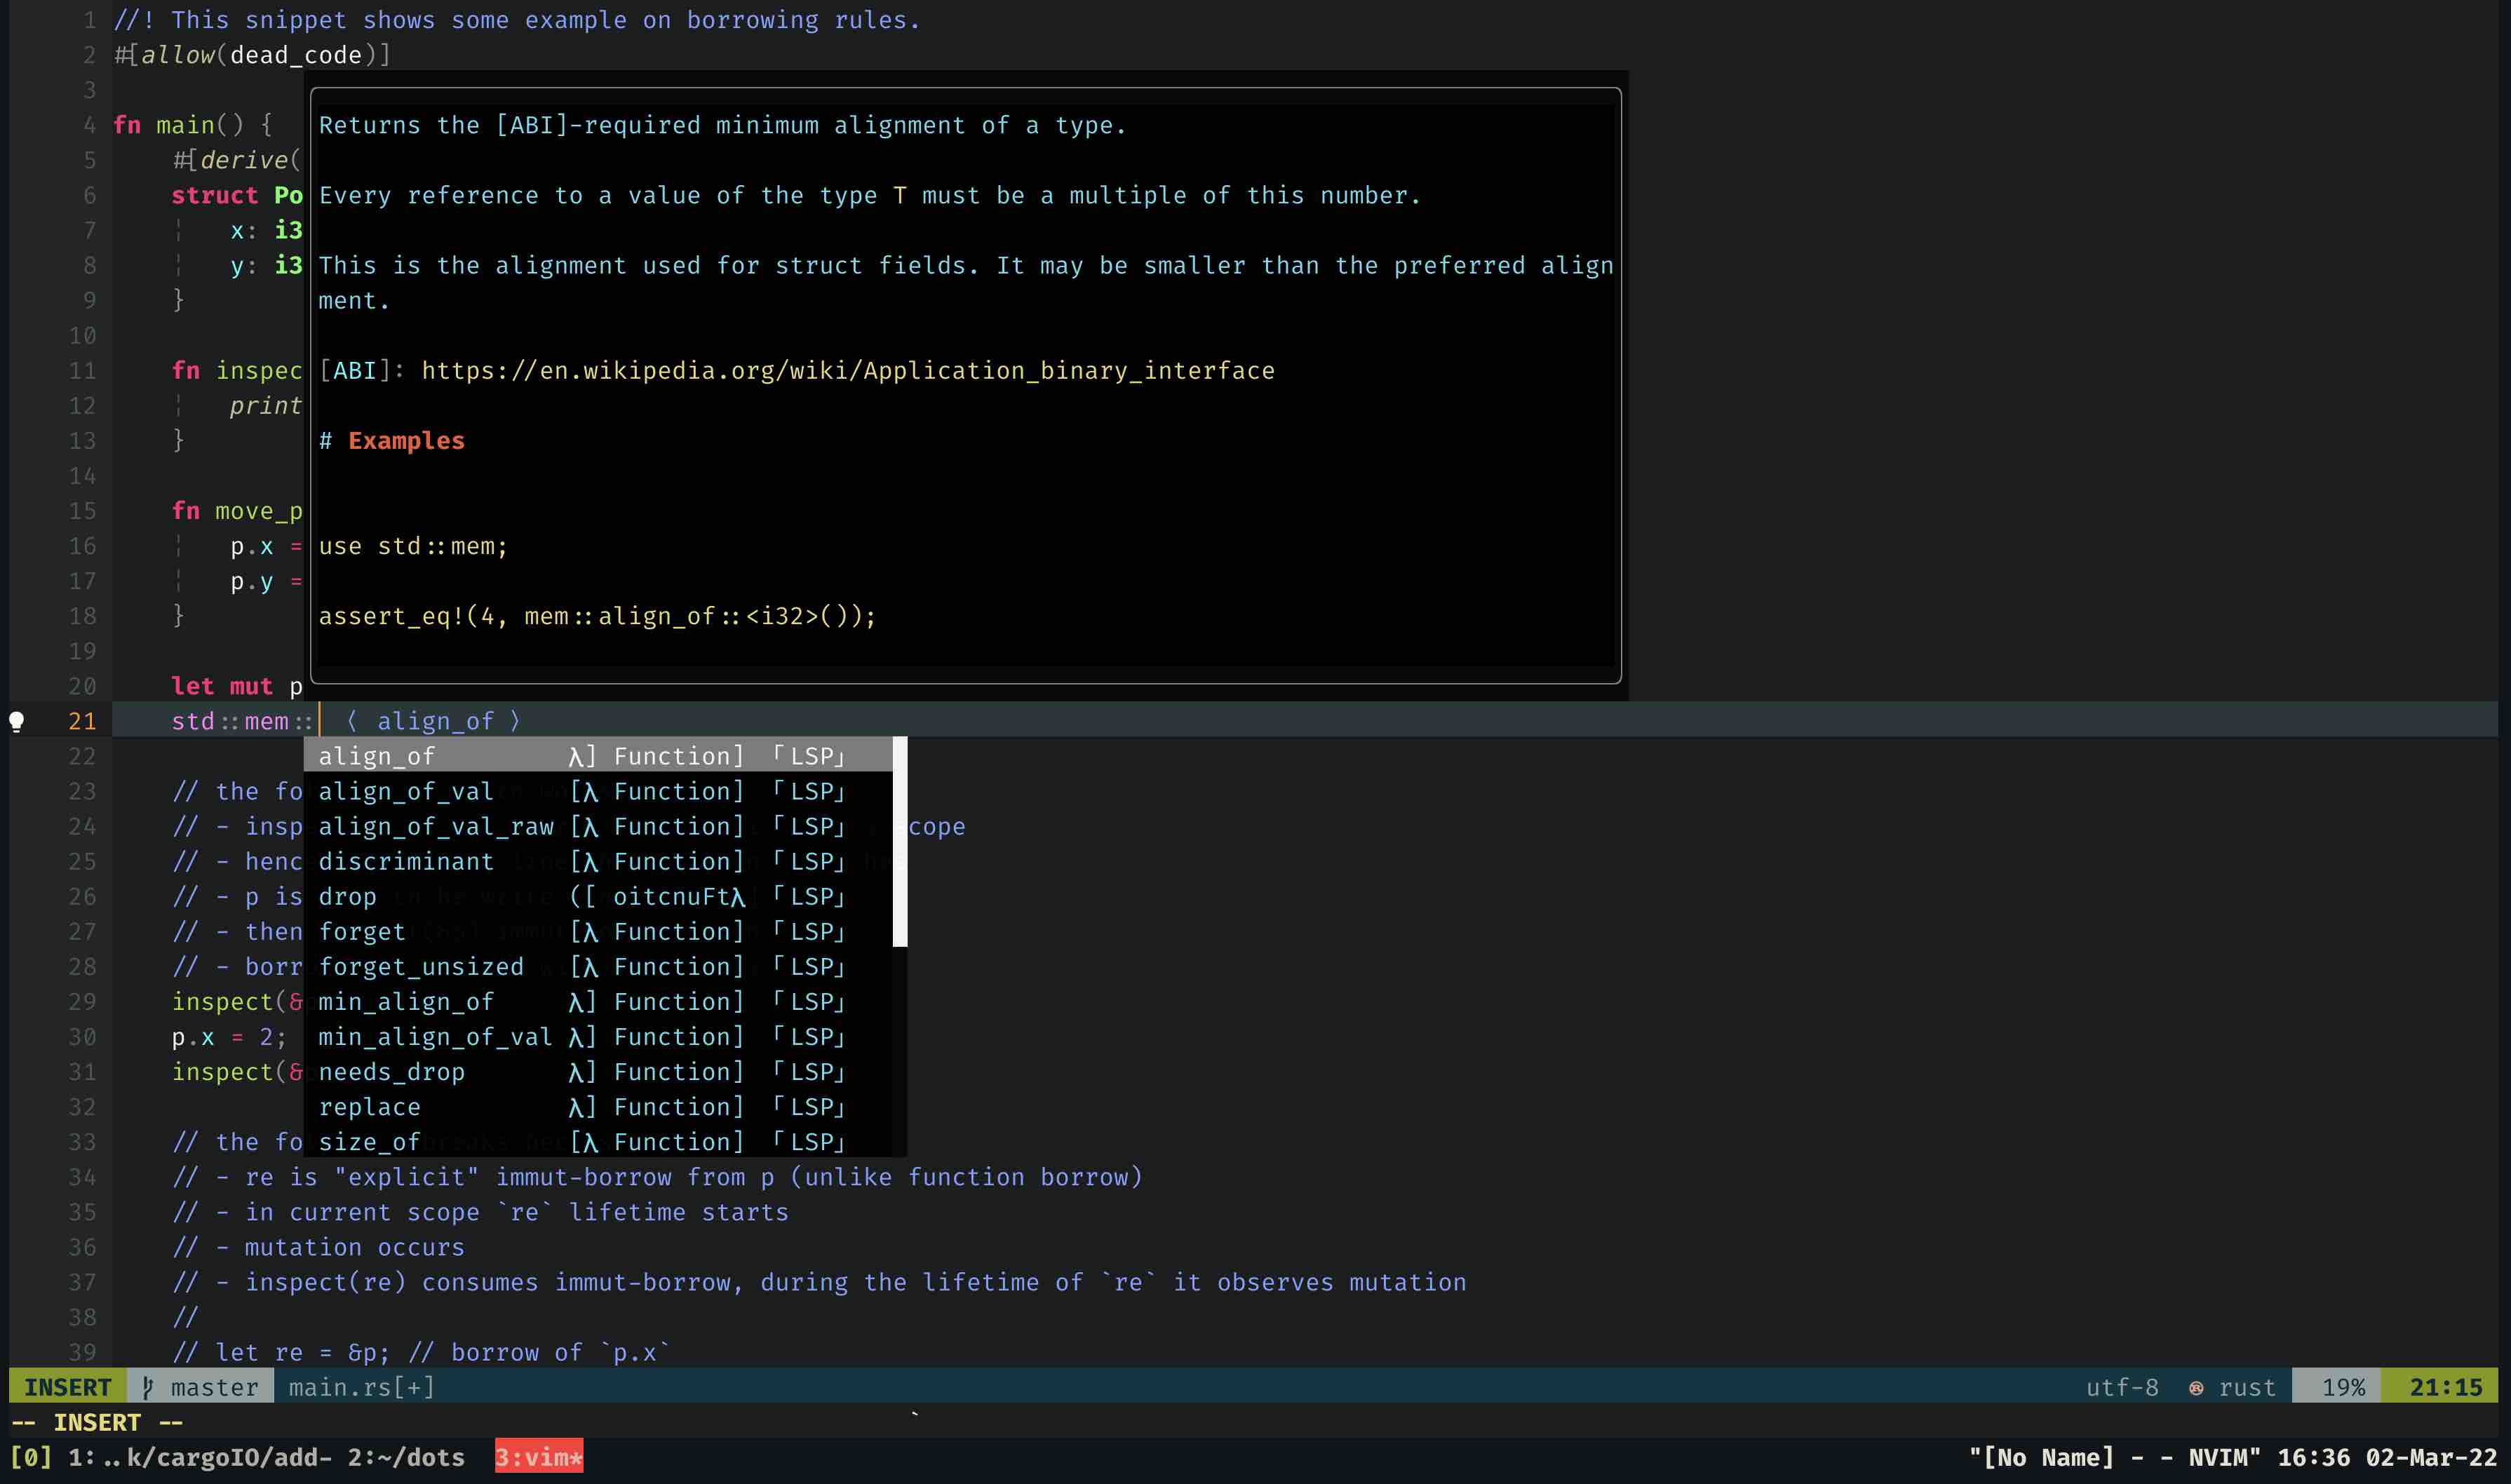 1 //! This snippet shows some example on borrowing rules.
2 #[allow(dead_code)]
3
4 fn main() {
5 #[derive(
6 struct Po
7 x: i3
8 y: i3
9 }
10
11 fn inspec
12 print
13 }
14
15 fn move_p
16 p.x =
17 p.y =
18 }
19
20 let mut p
Returns the [ABI]-required minimum alignment of a type.
Every reference to a value of the type T must be a multiple of this number.
This is the alignment used for struct fields. It may be smaller than the preferred align
ment.
[ABI]: https://en.wikipedia.org/wiki/Application_binary_interface
# Examples
use std::mem;
assert_eq!(4, mem::align_of::<i32>());
21 std::mem:: ⟨ align_of ⟩
22
23 // the fo
24 // - insp cope
25 // - henc
26 // - p is
27 // - then
28 // - borr
29 inspect(&
30 p.x = 2;
31 inspect(&
32
33 // the fo
align_of λ] Function] 「LSP」
align_of_val [λ Function] 「LSP」
align_of_val_raw [λ Function] 「LSP」
discriminant [λ Function] 「LSP」
drop ([ oitcnuFtλ 「LSP」
forget [λ Function] 「LSP」
forget_unsized [λ Function] 「LSP」
min_align_of λ] Function] 「LSP」
min_align_of_val λ] Function] 「LSP」
needs_drop λ] Function] 「LSP」
replace λ] Function] 「LSP」
size_of [λ Function] 「LSP」
34 // - re is "explicit" immut-borrow from p (unlike function borrow)
35 // - in current scope `re` lifetime starts
36 // - mutation occurs
37 // - inspect(re) consumes immut-borrow, during the lifetime of `re` it observes mutation
38 //
39 // let re = &p; // borrow of `p.x`
INSERT master main.rs[+] utf-8 rust 19% 21:15
-- INSERT -- `
[0] 1:..k/cargoIO/add- 2:~/dots 3:vim* "[No Name] - - NVIM" 16:36 02-Mar-22